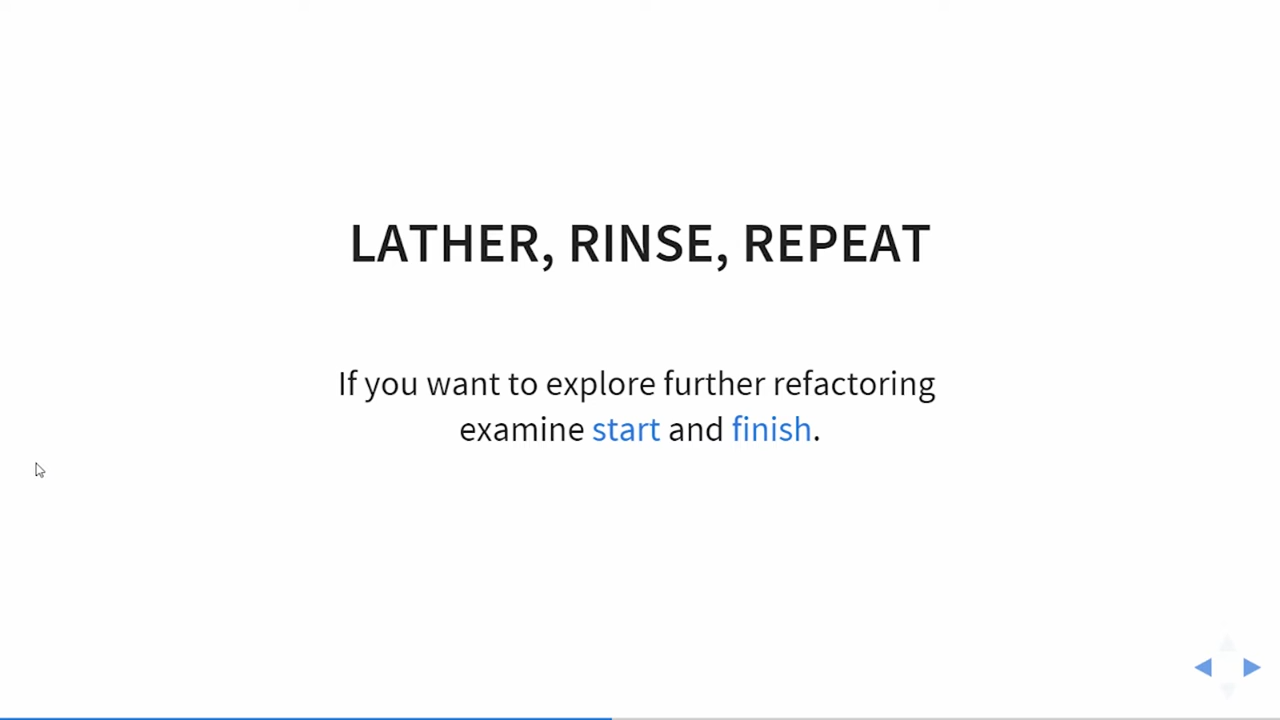 LATHER, RINSE, REPEAT
If you want to explore further refactoring
examine start and finish.